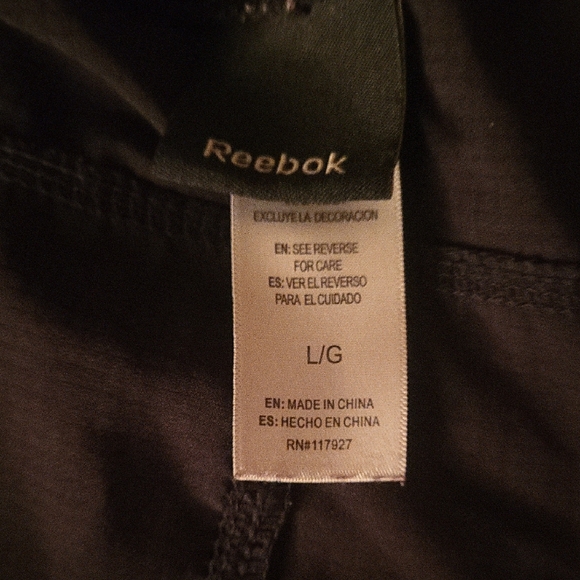 Reebok
EXCLUYE LA DECORACION
EN: SEE REVERSE
FOR CARE
ES: VER EL REVERSO
PARA EL CUIDADO
L/G
EN: MADE IN CHINA
ES: HECHO EN CHINA
RN#117927